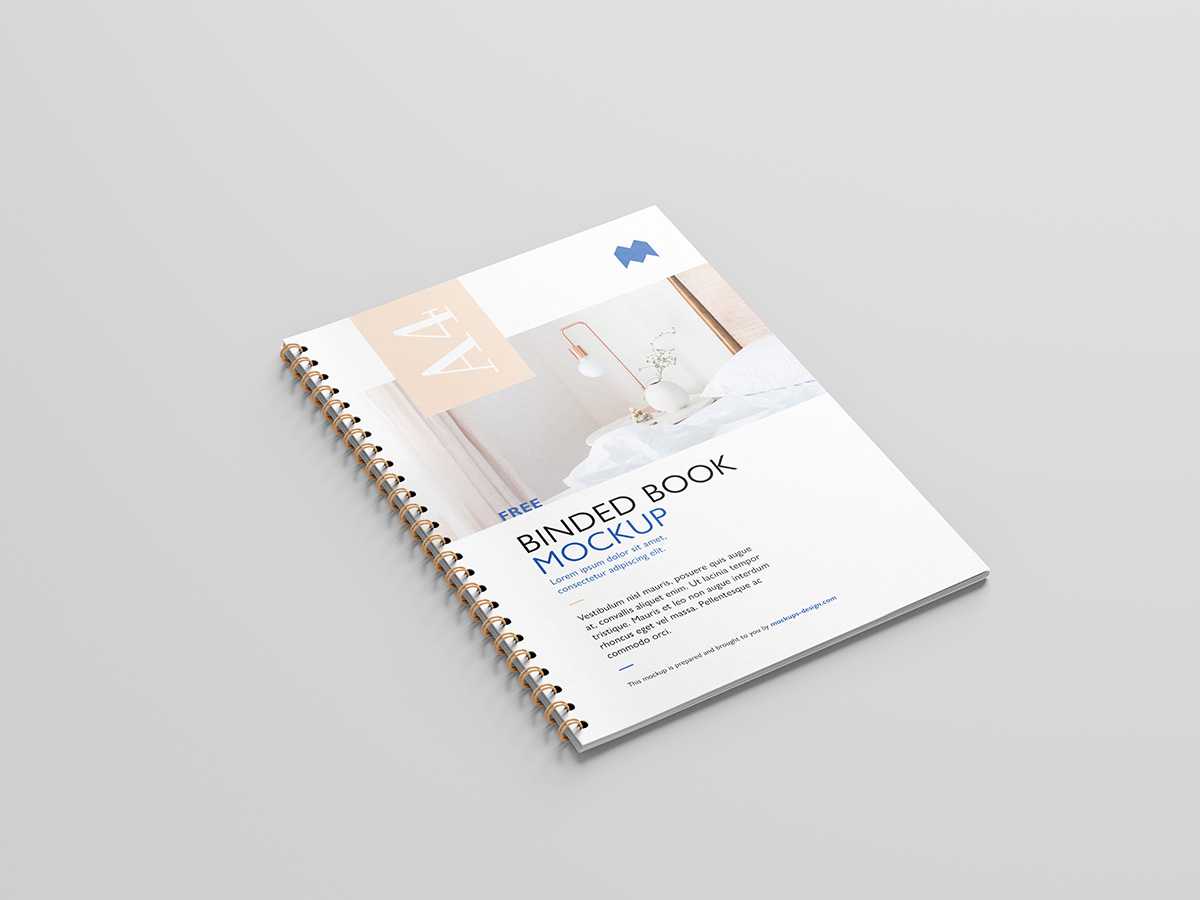 A4
FREE
BINDED BOOK
MOCKUP
Lorem ipsum dolor sit amet,
consectetur adipiscing elit.
Vestibulum nisl mauris, posuere quis augue
at, convallis aliquet enim. Ut lacinia tempor
tristique. Mauris et leo non augue interdum
rhoncus eget vel massa. Pellentesque ac
commodo orci.
This mockup is prepared and brought to you by mockups-design.com